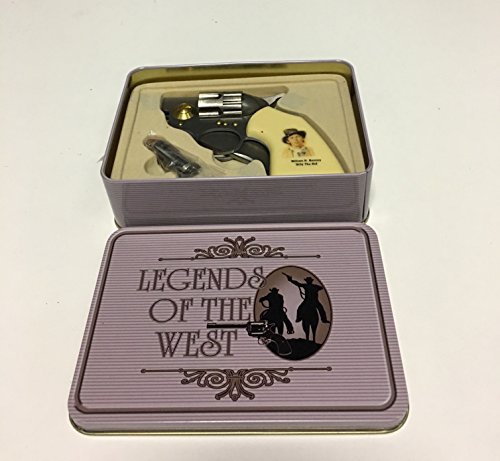 William H. Bonney
Billy The Kid
LEGENDS
OF THE
WEST